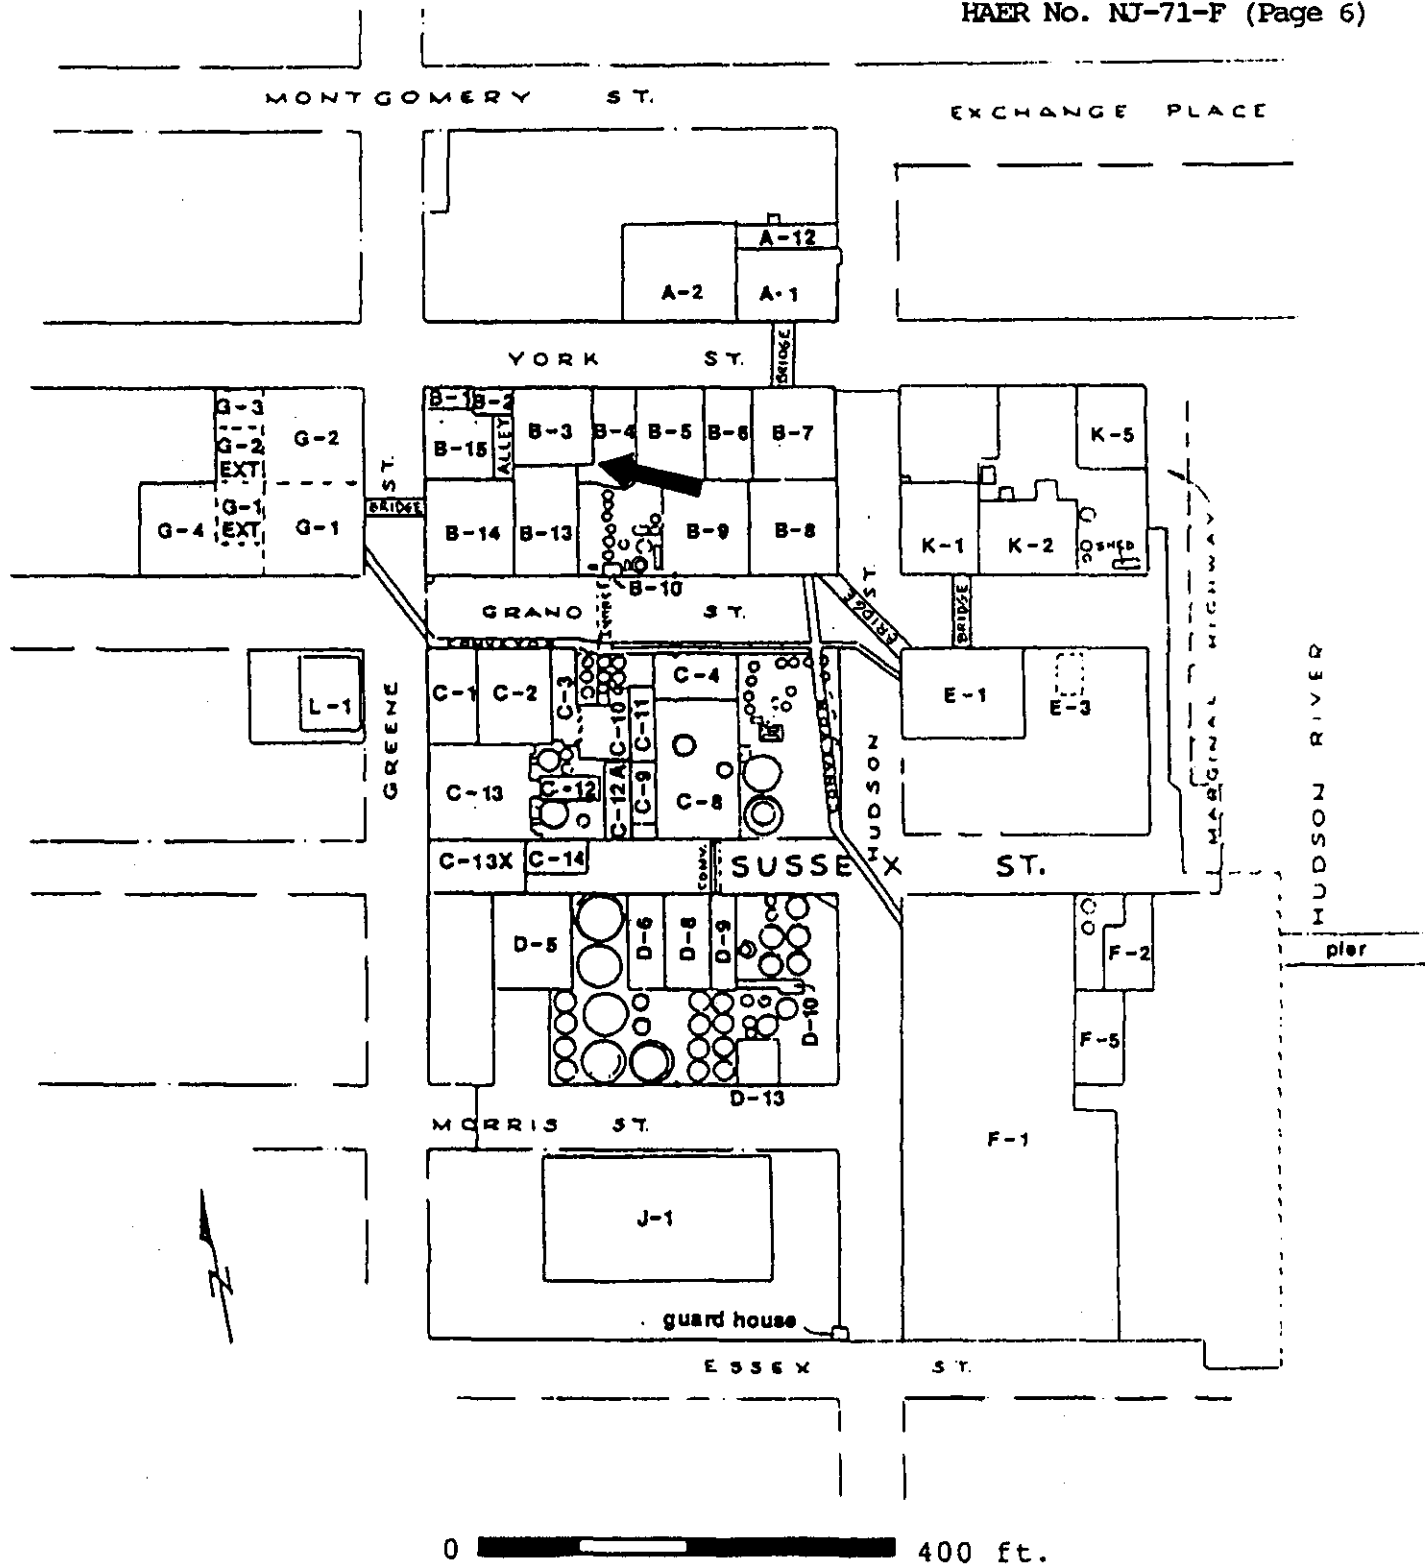 HAER No. NJ-71-F (Page 6)
MONTGOMERY ST.
EXCHANGE PLACE
A-12
A-2
A-1
BRIDGE
YORK ST.
B-1
B-2
G-3
G-2
B-15
ALLEY
B-3
B-4
B-5
B-6
B-7
K-5
G-2
EXT
ST.
BRIDGE
G-4
G-1
EXT
G-1
B-14
B-13
B-9
B-8
K-1
K-2
SHED
B-10
GRAND ST.
BRIDGE
ST.
BRIDGE
MARGINAL HIGHWAY
HUDSON RIVER
L-1
GREENE
C-1
C-2
C-3
C-10
C-11
C-4
E-1
E-3
HUDSON
C-13
C-12
C-12A
C-9
C-8
C-13X
C-14
CONV.
SUSSEX ST.
D-5
D-6
D-8
D-9
F-2
pier
D-10
F-5
D-13
MORRIS ST.
F-1
J-1
N
guard house
ESSEX ST.
0 400 ft.